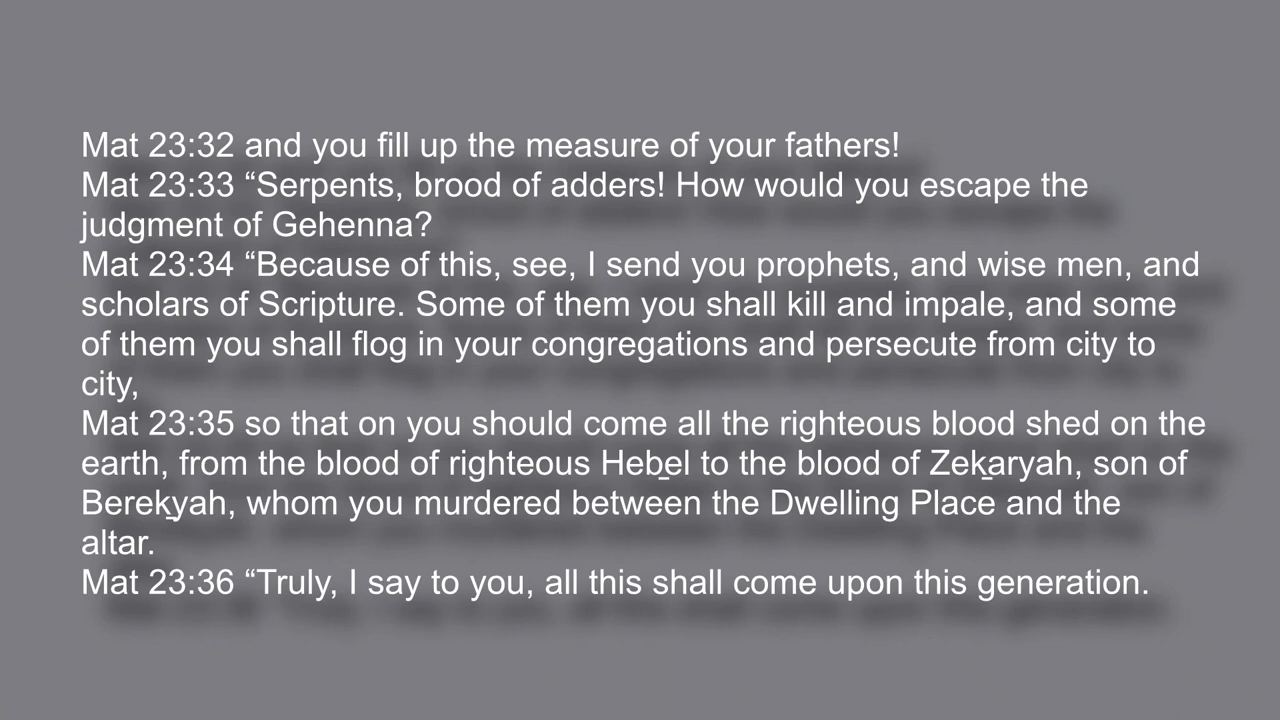 Mat 23:32 and you fill up the measure of your fathers!
Mat 23:33 “Serpents, brood of adders! How would you escape the
judgment of Gehenna?
Mat 23:34 “Because of this, see, I send you prophets, and wise men, and
scholars of Scripture. Some of them you shall kill and impale, and some
of them you shall flog in your congregations and persecute from city to
city,
Mat 23:35 so that on you should come all the righteous blood shed on the
earth, from the blood of righteous Heb̲el to the blood of Zek̲aryah, son of
Berek̲yah, whom you murdered between the Dwelling Place and the
altar.
Mat 23:36 “Truly, I say to you, all this shall come upon this generation.